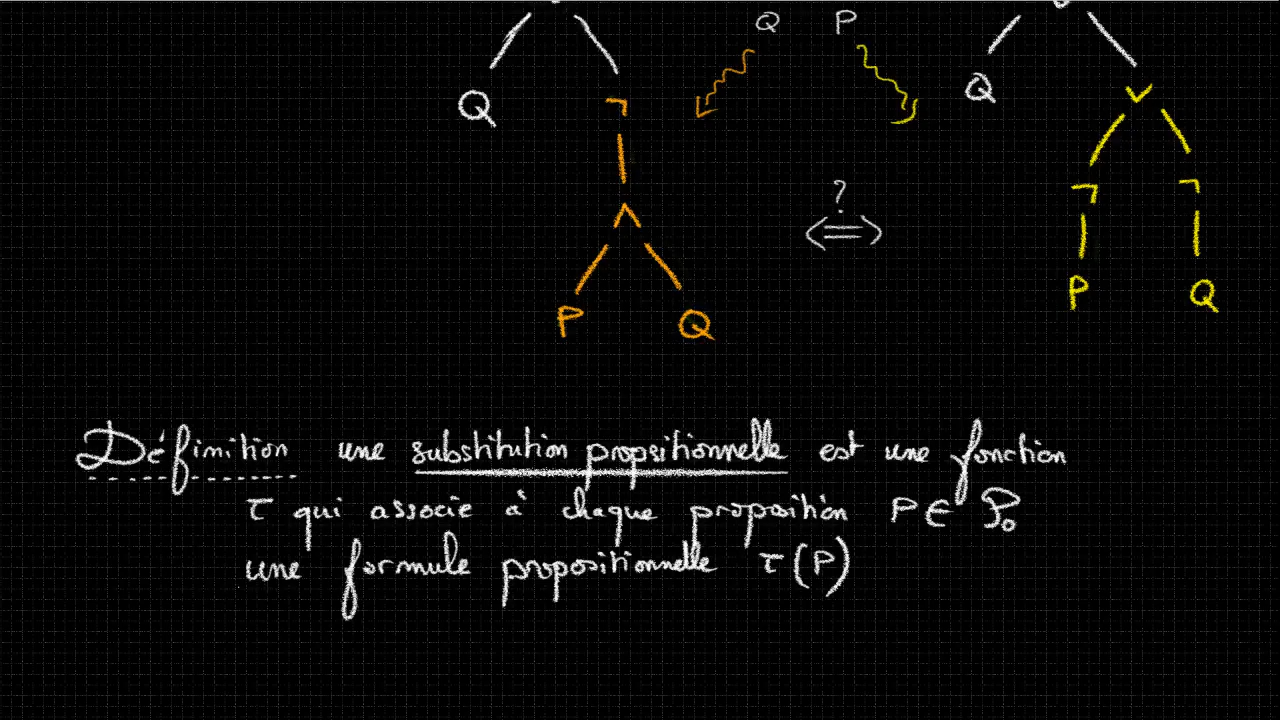 Q P
Q Q
¬ ∨
∧ ¬ ¬
?
⇔
P Q
P Q
Définition une substitution propositionnelle est une fonction
τ qui associe à chaque proposition P ∈ 𝒫₀
une formule propositionnelle τ(P)